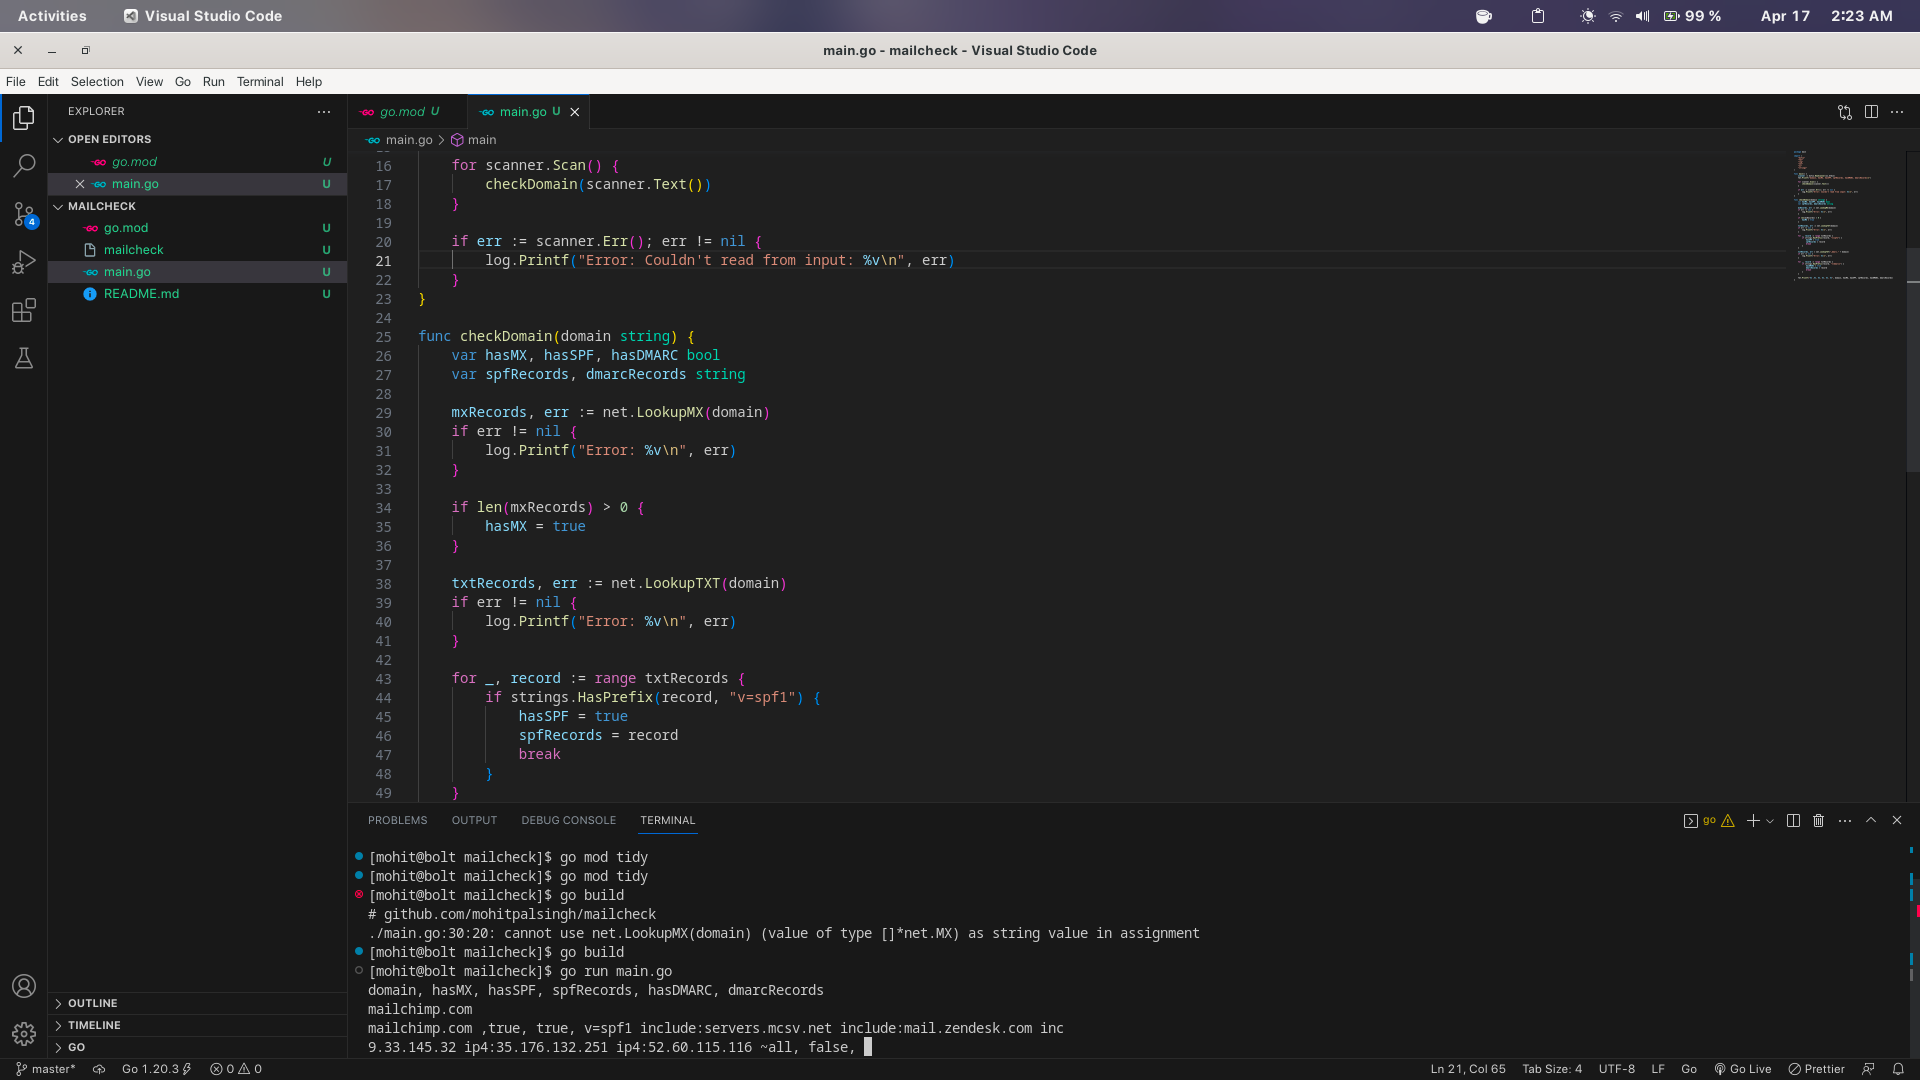 Activities
Visual Studio Code
99 %
Apr 17 2:23 AM
main.go - mailcheck - Visual Studio Code
File Edit Selection View Go Run Terminal Help
EXPLORER
OPEN EDITORS
go.mod U
main.go U
MAILCHECK
go.mod U
mailcheck U
main.go U
README.md U
OUTLINE
TIMELINE
GO
4
go.mod U
main.go U
main.go > main
16 for scanner.Scan() {
17 checkDomain(scanner.Text())
18 }
19
20 if err := scanner.Err(); err != nil {
21 log.Printf("Error: Couldn't read from input: %v\n", err)
22 }
23 }
24
25 func checkDomain(domain string) {
26 var hasMX, hasSPF, hasDMARC bool
27 var spfRecords, dmarcRecords string
28
29 mxRecords, err := net.LookupMX(domain)
30 if err != nil {
31 log.Printf("Error: %v\n", err)
32 }
33
34 if len(mxRecords) > 0 {
35 hasMX = true
36 }
37
38 txtRecords, err := net.LookupTXT(domain)
39 if err != nil {
40 log.Printf("Error: %v\n", err)
41 }
42
43 for _, record := range txtRecords {
44 if strings.HasPrefix(record, "v=spf1") {
45 hasSPF = true
46 spfRecords = record
47 break
48 }
49 }
PROBLEMS OUTPUT DEBUG CONSOLE TERMINAL
go
[mohit@bolt mailcheck]$ go mod tidy
[mohit@bolt mailcheck]$ go mod tidy
[mohit@bolt mailcheck]$ go build
# github.com/mohitpalsingh/mailcheck
./main.go:30:20: cannot use net.LookupMX(domain) (value of type []*net.MX) as string value in assignment
[mohit@bolt mailcheck]$ go build
[mohit@bolt mailcheck]$ go run main.go
domain, hasMX, hasSPF, spfRecords, hasDMARC, dmarcRecords
mailchimp.com
mailchimp.com ,true, true, v=spf1 include:servers.mcsv.net include:mail.zendesk.com inc
9.33.145.32 ip4:35.176.132.251 ip4:52.60.115.116 ~all, false,
master* Go 1.20.3 0 0
Ln 21, Col 65 Tab Size: 4 UTF-8 LF Go Go Live Prettier